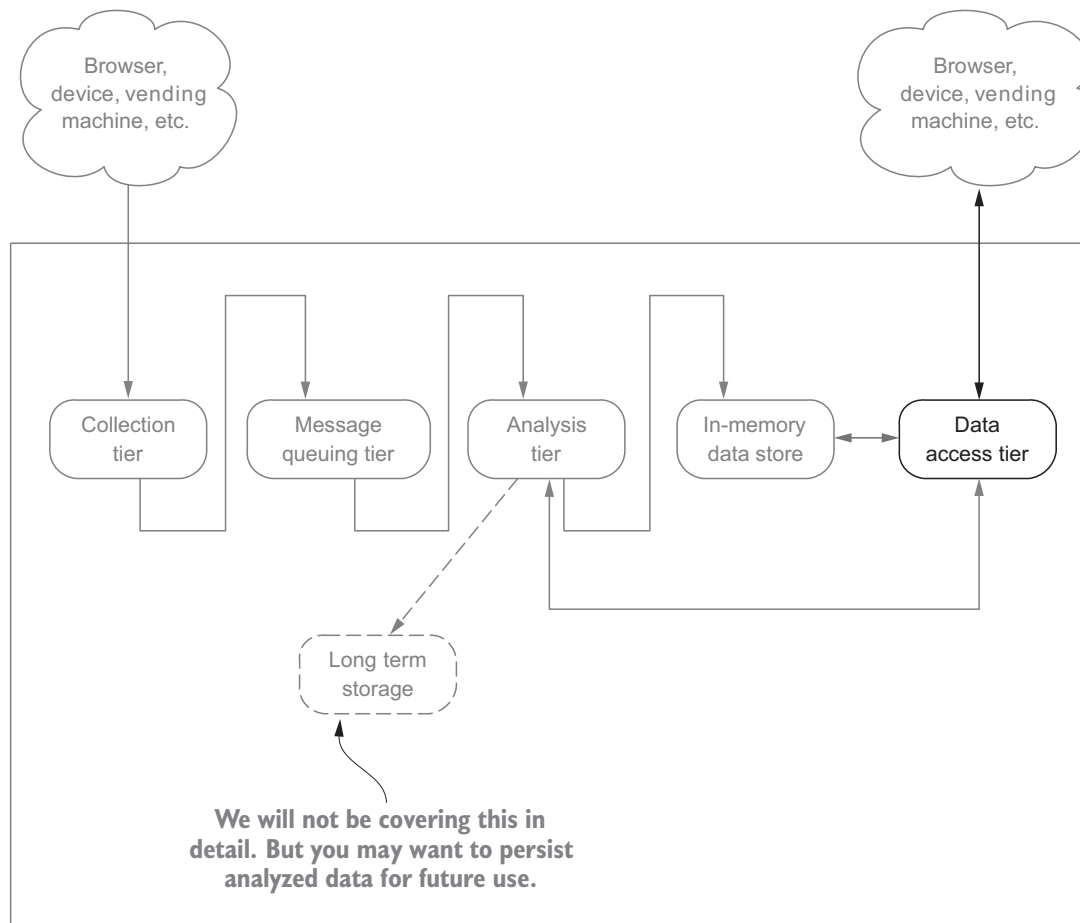 Browser,
device, vending
machine, etc.
Browser,
device, vending
machine, etc.
Collection
tier
Message
queuing tier
Analysis
tier
In-memory
data store
Data
access tier
Long term
storage
We will not be covering this in
detail. But you may want to persist
analyzed data for future use.